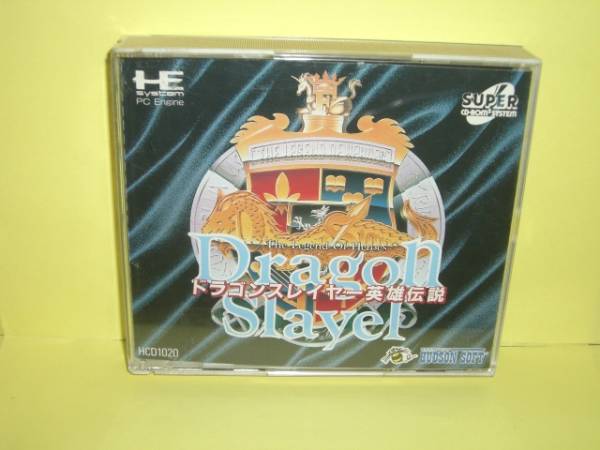 HE
system
PC Engine
SUPER
CD-ROM² SYSTEM
THE LEGEND OF HEROES
The Legend Of Heroes
Dragon
ドラゴンスレイヤー英雄伝説
Slayer
HCD1020
HUDSON SOFT